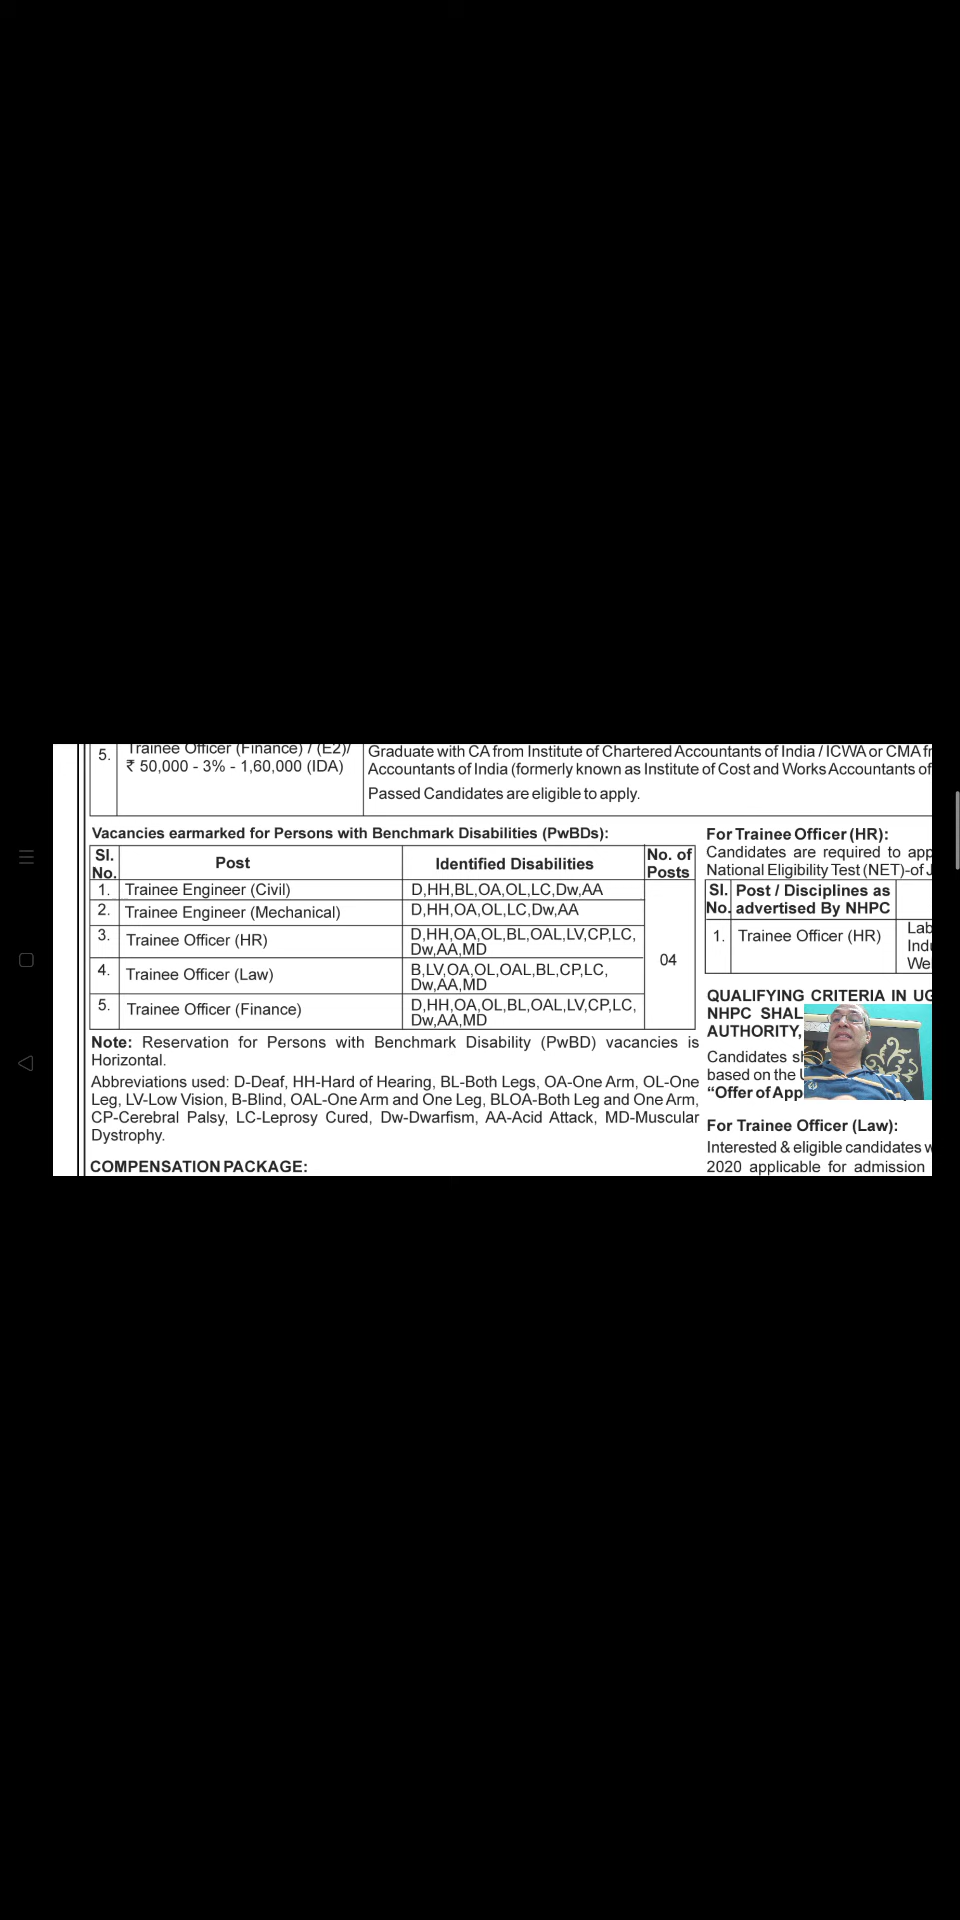 5.
Trainee Officer (Finance) / (E2)/
₹ 50,000 - 3% - 1,60,000 (IDA)
Graduate with CA from Institute of Chartered Accountants of India / ICWA or CMA
Accountants of India (formerly known as Institute of Cost and Works Accountants of
Passed Candidates are eligible to apply.
Vacancies earmarked for Persons with Benchmark Disabilities (PwBDs):
Sl. No. Post Identified Disabilities No. of Posts
1. Trainee Engineer (Civil) D,HH,BL,OA,OL,LC,Dw,AA
2. Trainee Engineer (Mechanical) D,HH,OA,OL,LC,Dw,AA
3. Trainee Officer (HR) D,HH,OA,OL,BL,OAL,LV,CP,LC,
Dw,AA,MD
04
4. Trainee Officer (Law) B,LV,OA,OL,OAL,BL,CP,LC,
Dw,AA,MD
5. Trainee Officer (Finance) D,HH,OA,OL,BL,OAL,LV,CP,LC,
Dw,AA,MD
Note: Reservation for Persons with Benchmark Disability (PwBD) vacancies is
Horizontal.
Abbreviations used: D-Deaf, HH-Hard of Hearing, BL-Both Legs, OA-One Arm, OL-One
Leg, LV-Low Vision, B-Blind, OAL-One Arm and One Leg, BLOA-Both Leg and One Arm,
CP-Cerebral Palsy, LC-Leprosy Cured, Dw-Dwarfism, AA-Acid Attack, MD-Muscular
Dystrophy.
COMPENSATION PACKAGE:
For Trainee Officer (HR):
Candidates are required to
National Eligibility Test (NET)-of
Sl. No. Post / Disciplines as
advertised By NHPC
1. Trainee Officer (HR)
QUALIFYING CRITERIA IN
NHPC
AUTHORITY,
Candidates
based on the
“Offer of
For Trainee Officer (Law):
Interested & eligible candidates
2020 applicable for admission